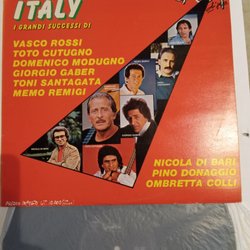 ITALY
I GRANDI SUCCESSI DI
VASCO ROSSI
TOTO CUTUGNO
DOMENICO MODUGNO
GIORGIO GABER
TONI SANTAGATA
MEMO REMIGI
NICOLA DI BARI
PINO DONAGGIO
OMBRETTA COLLI